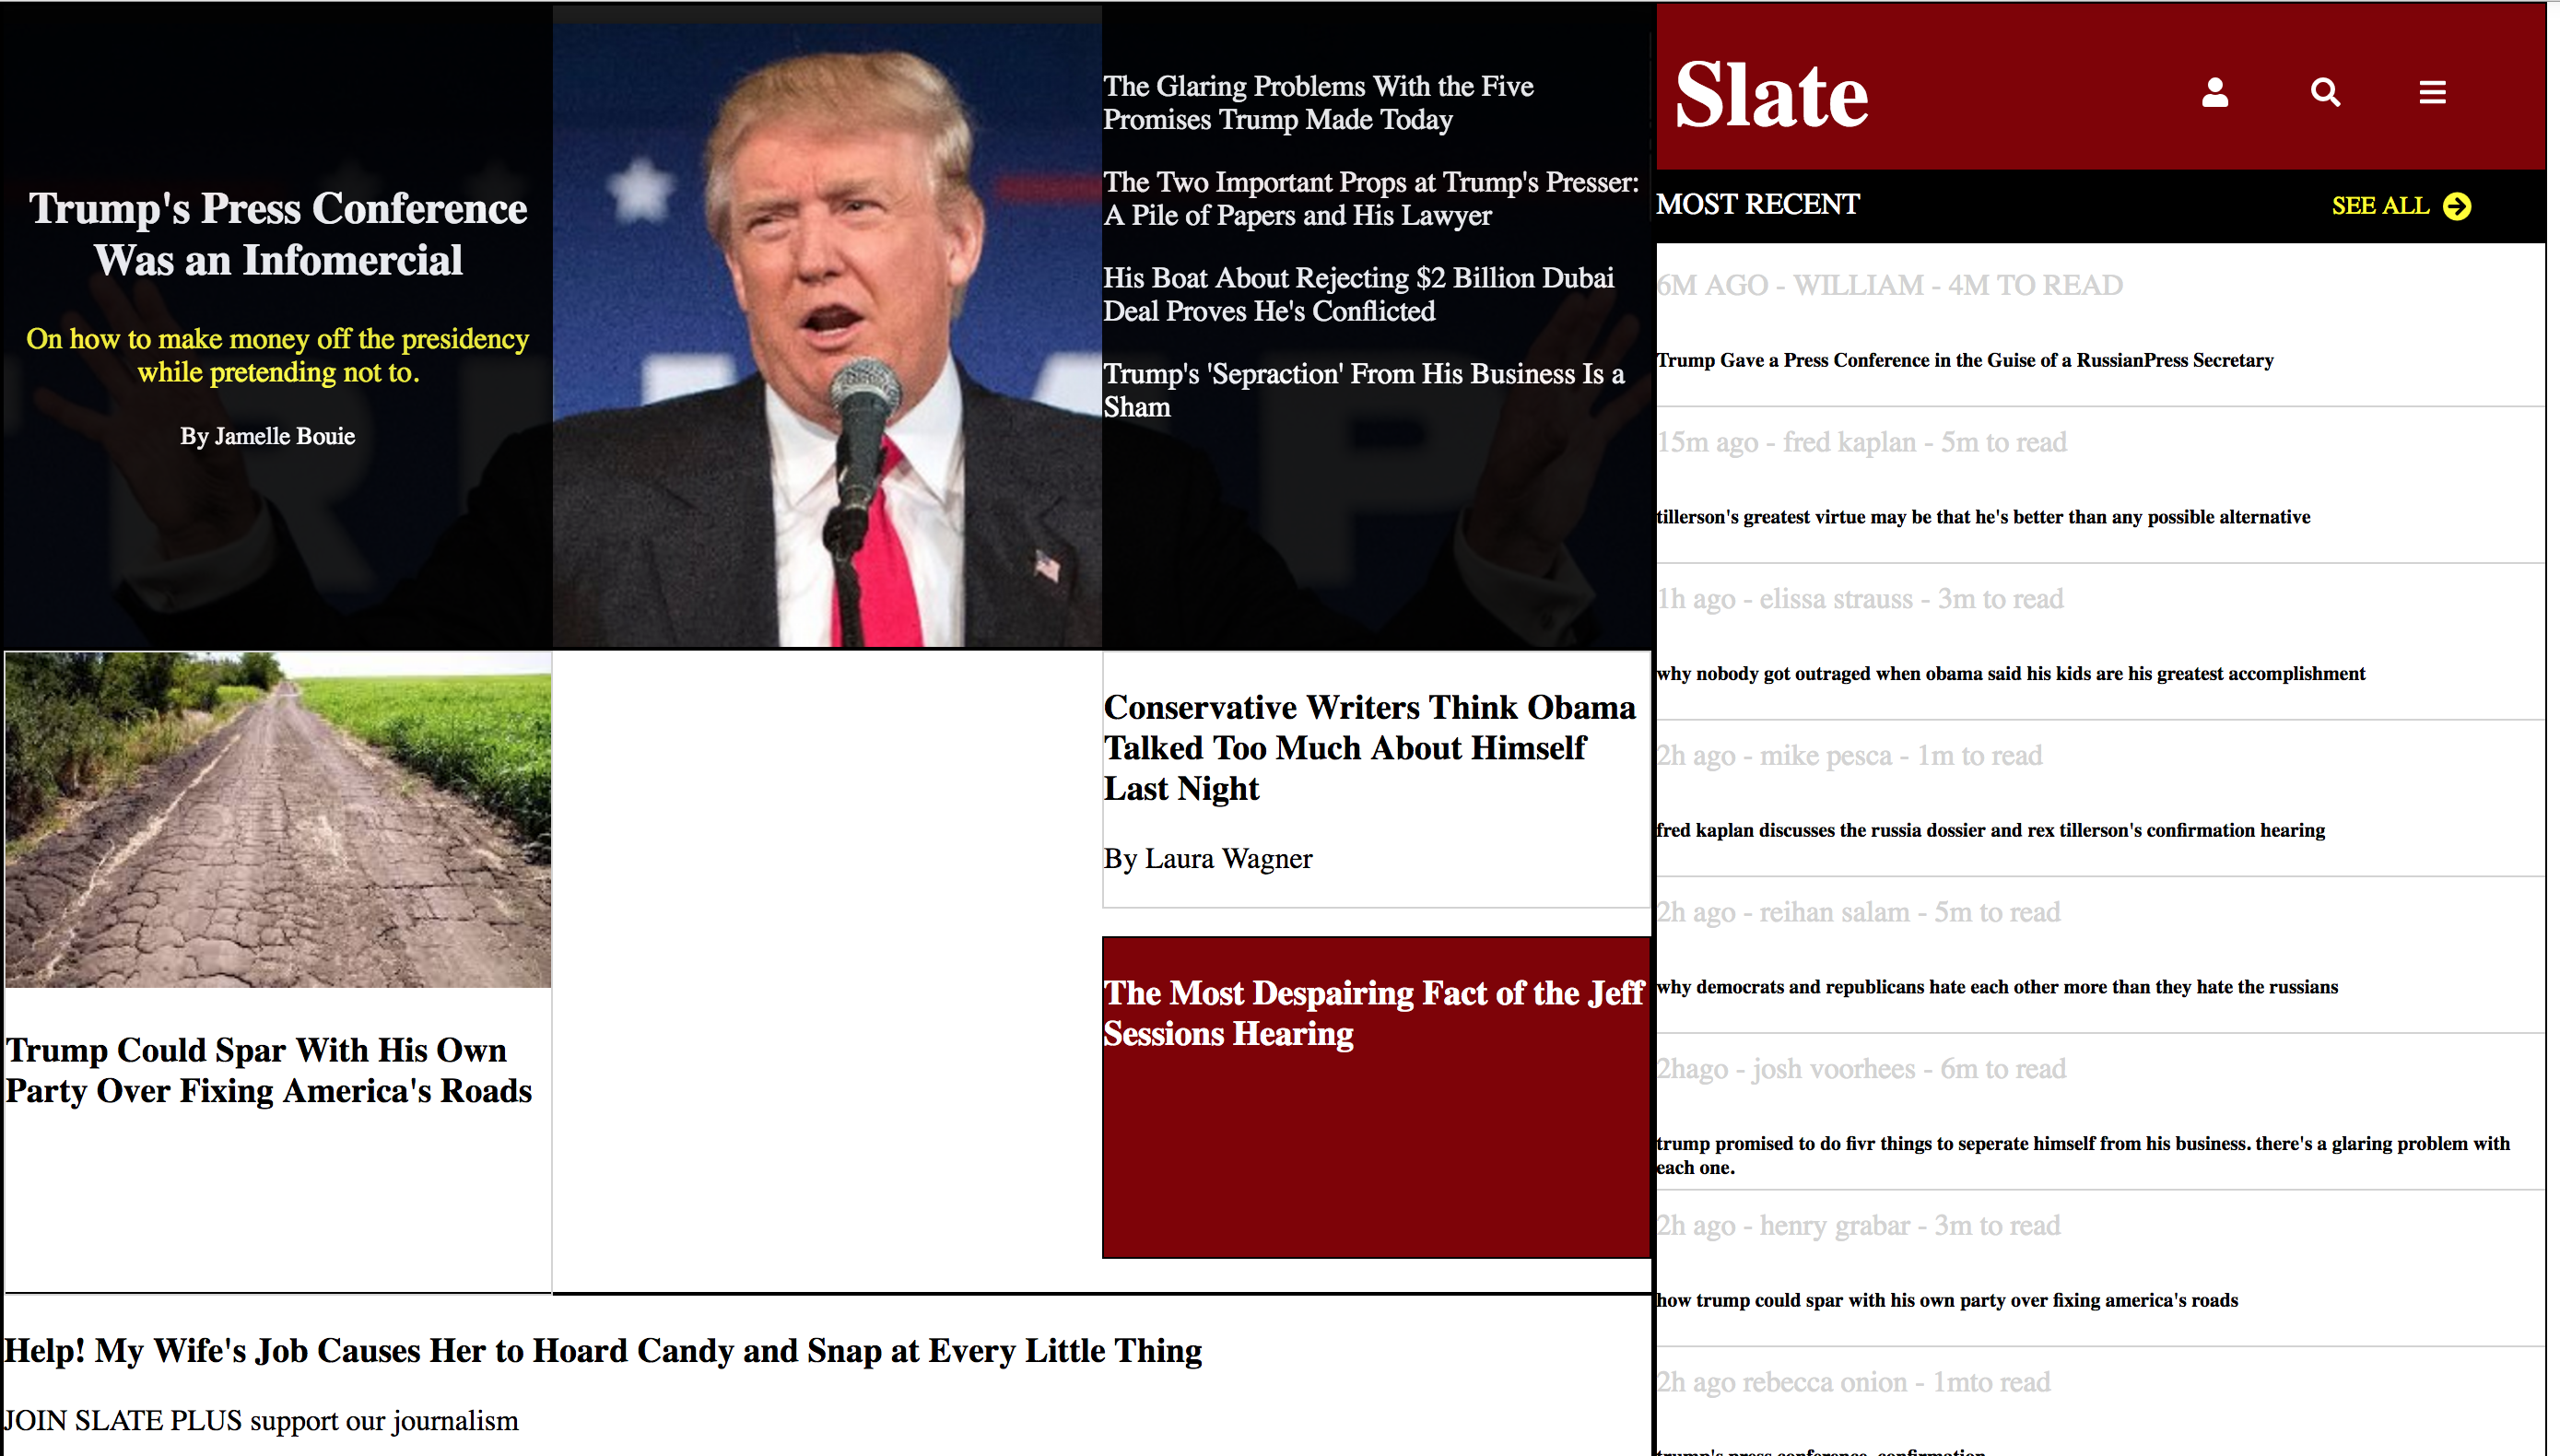 Trump's Press Conference
Was an Infomercial
On how to make money off the presidency
while pretending not to.
By Jamelle Bouie
The Glaring Problems With the Five
Promises Trump Made Today
The Two Important Props at Trump's Presser:
A Pile of Papers and His Lawyer
His Boat About Rejecting $2 Billion Dubai
Deal Proves He's Conflicted
Trump's 'Sepraction' From His Business Is a
Sham
Trump Could Spar With His Own
Party Over Fixing America's Roads
Conservative Writers Think Obama
Talked Too Much About Himself
Last Night
By Laura Wagner
The Most Despairing Fact of the Jeff
Sessions Hearing
Help! My Wife's Job Causes Her to Hoard Candy and Snap at Every Little Thing
JOIN SLATE PLUS support our journalism
Slate
MOST RECENT
SEE ALL
6M AGO - WILLIAM - 4M TO READ
Trump Gave a Press Conference in the Guise of a RussianPress Secretary
15m ago - fred kaplan - 5m to read
tillerson's greatest virtue may be that he's better than any possible alternative
1h ago - elissa strauss - 3m to read
why nobody got outraged when obama said his kids are his greatest accomplishment
2h ago - mike pesca - 1m to read
fred kaplan discusses the russia dossier and rex tillerson's confirmation hearing
2h ago - reihan salam - 5m to read
why democrats and republicans hate each other more than they hate the russians
2hago - josh voorhees - 6m to read
trump promised to do fivr things to seperate himself from his business. there's a glaring problem with
each one.
2h ago - henry grabar - 3m to read
how trump could spar with his own party over fixing america's roads
2h ago rebecca onion - 1mto read
trump's press conference, confirmation